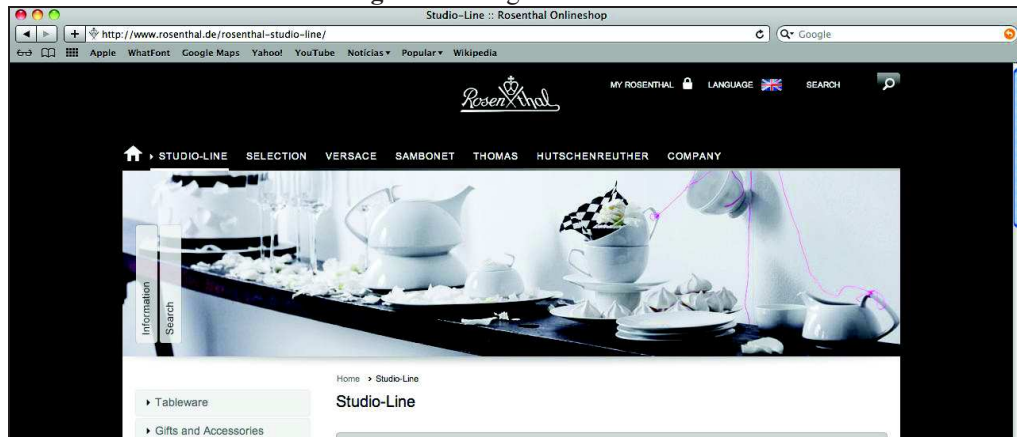 Studio-Line :: Rosenthal Onlineshop
http://www.rosenthal.de/rosenthal-studio-line/
Google
Apple WhatFont Google Maps Yahoo! YouTube Notícias Popular Wikipedia
Rosenthal
MY ROSENTHAL LANGUAGE SEARCH
STUDIO-LINE SELECTION VERSACE SAMBONET THOMAS HUTSCHENREUTHER COMPANY
Information
Search
Home › Studio-Line
Tableware
Studio-Line
Gifts and Accessories